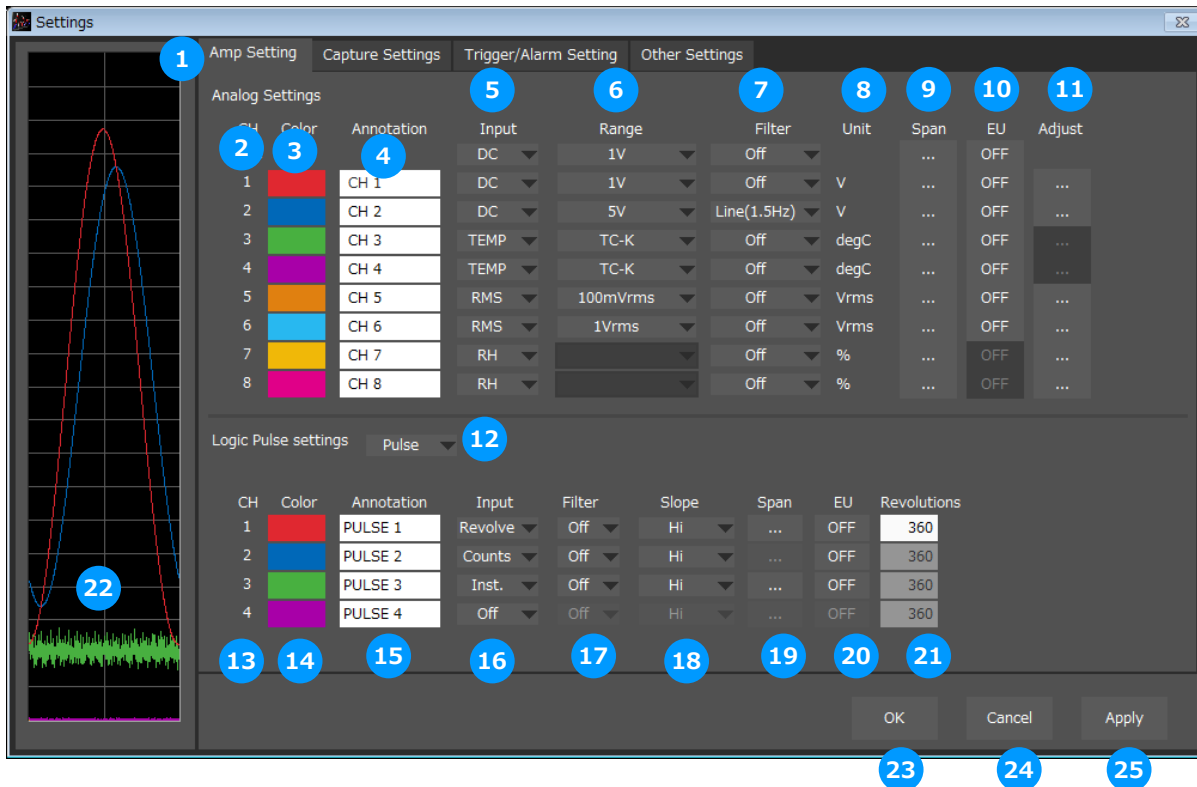 Settings
1 Amp Setting Capture Settings Trigger/Alarm Setting Other Settings
5 6 7 8 9 10 11
Analog Settings
CH Color Annotation Input Range Filter Unit Span EU Adjust
2 3 4 DC 1V Off ... OFF
1 CH 1 DC 1V Off V ... OFF ...
2 CH 2 DC 5V Line(1.5Hz) V ... OFF ...
3 CH 3 TEMP TC-K Off degC ... OFF ...
4 CH 4 TEMP TC-K Off degC ... OFF ...
5 CH 5 RMS 100mVrms Off Vrms ... OFF ...
6 CH 6 RMS 1Vrms Off Vrms ... OFF ...
7 CH 7 RH Off % ... OFF ...
8 CH 8 RH Off % ... OFF ...
Logic Pulse settings Pulse 12
CH Color Annotation Input Filter Slope Span EU Revolutions
1 PULSE 1 Revolve Off Hi ... OFF 360
2 PULSE 2 Counts Off Hi ... OFF 360
22 3 PULSE 3 Inst. Off Hi ... OFF 360
4 PULSE 4 Off Off Hi ... OFF 360
13 14 15 16 17 18 19 20 21
OK Cancel Apply
23 24 25